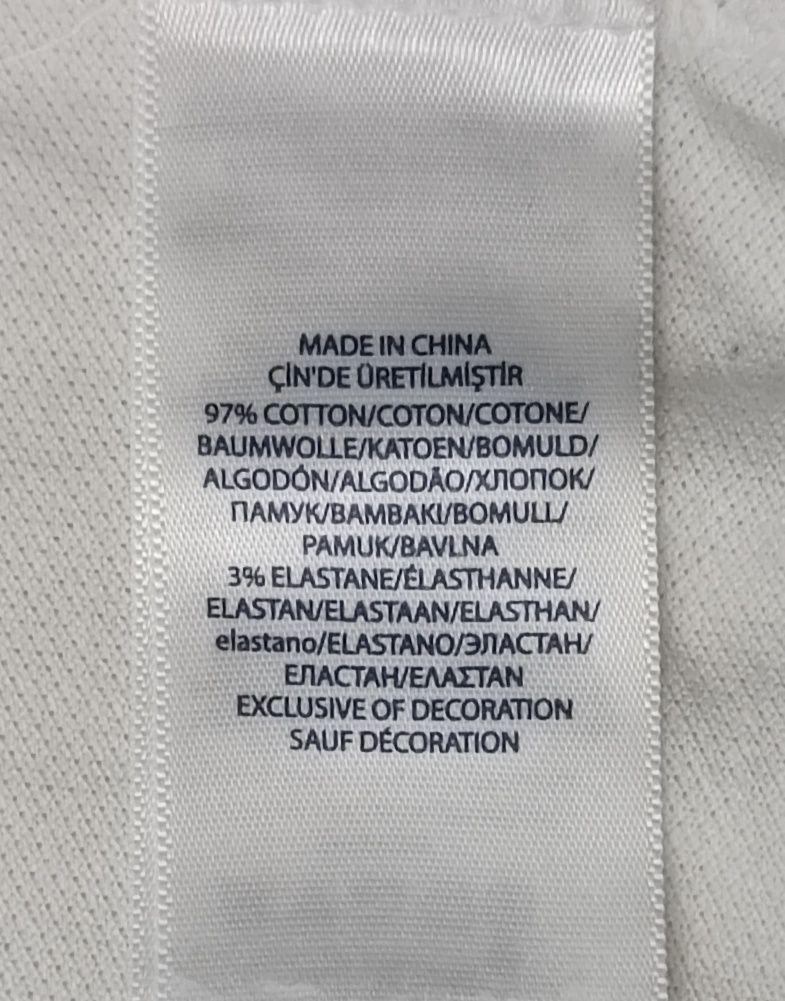 MADE IN CHINA
ÇİN'DE ÜRETİLMİŞTİR
97% COTTON/COTON/COTONE/
BAUMWOLLE/KATOEN/BOMULD/
ALGODÓN/ALGODÃO/ХЛОПОК/
ПАМУК/BAMBAKI/BOMULL/
PAMUK/BAVLNA
3% ELASTANE/ÉLASTHANNE/
ELASTAN/ELASTAAN/ELASTHAN/
elastano/ELASTANO/ЭЛАСТАН/
ЕЛАСТАН/ΕΛΑΣΤΑΝ
EXCLUSIVE OF DECORATION
SAUF DÉCORATION